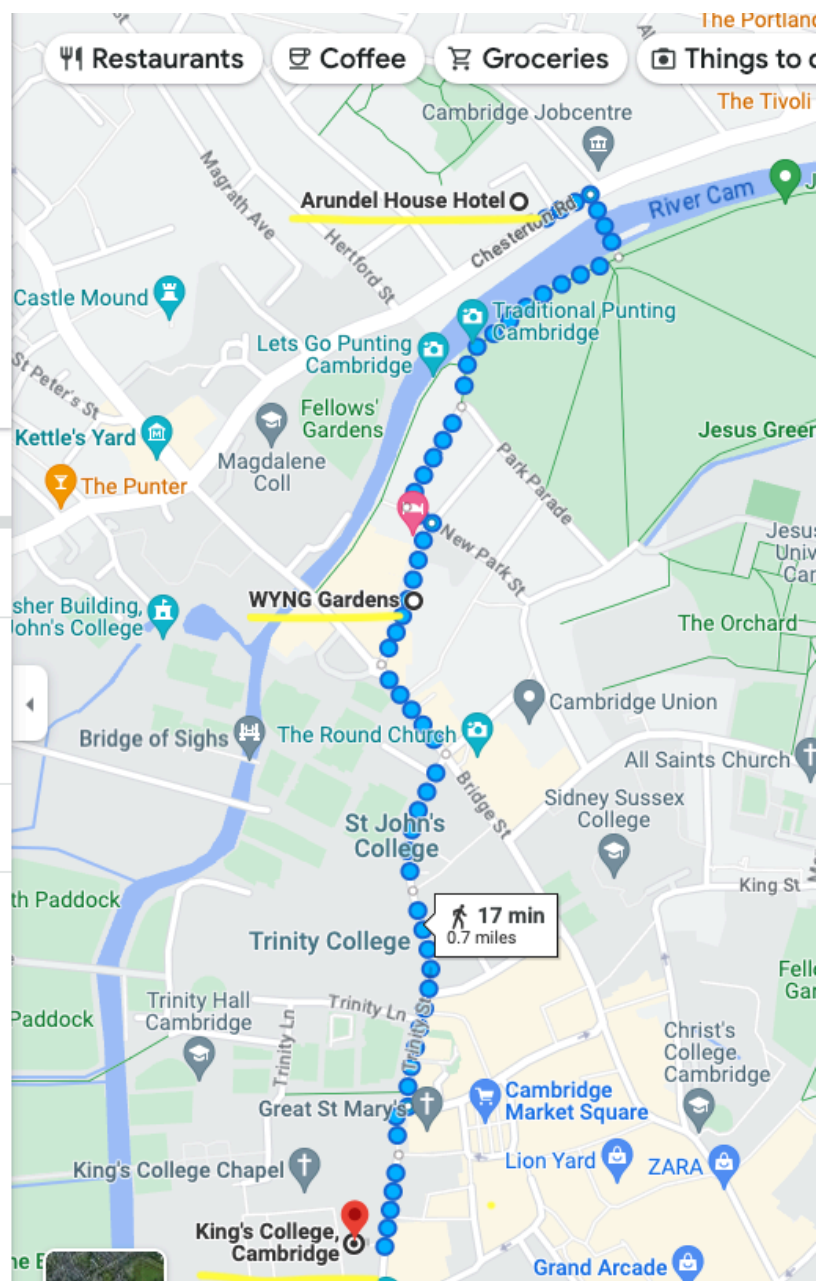 The Portland
Restaurants
Coffee
Groceries
Things to
The Tivoli
Cambridge Jobcentre
Magrath Ave
Arundel House Hotel
River Cam
J
Chesterton Rd
Hertford St
Castle Mound
Traditional Punting
Cambridge
Lets Go Punting
Cambridge
St Peter's St
Fellows'
Gardens
Kettle's Yard
Jesus Green
Magdalene
Coll
Park Parade
The Punter
New Park St
Jesus
Univ
Car
WYNG Gardens
sher Building,
John's College
The Orchard
Cambridge Union
Bridge of Sighs
The Round Church
All Saints Church
Bridge St
Sidney Sussex
College
St John's
College
King St
th Paddock
17 min
0.7 miles
Trinity College
Fell
Gar
Trinity Hall
Cambridge
Trinity Ln
Paddock
Trinity Ln
Trinity St
Christ's
College
Cambridge
Great St Mary's
Cambridge
Market Square
Lion Yard
ZARA
King's College Chapel
King's College,
Cambridge
Grand Arcade